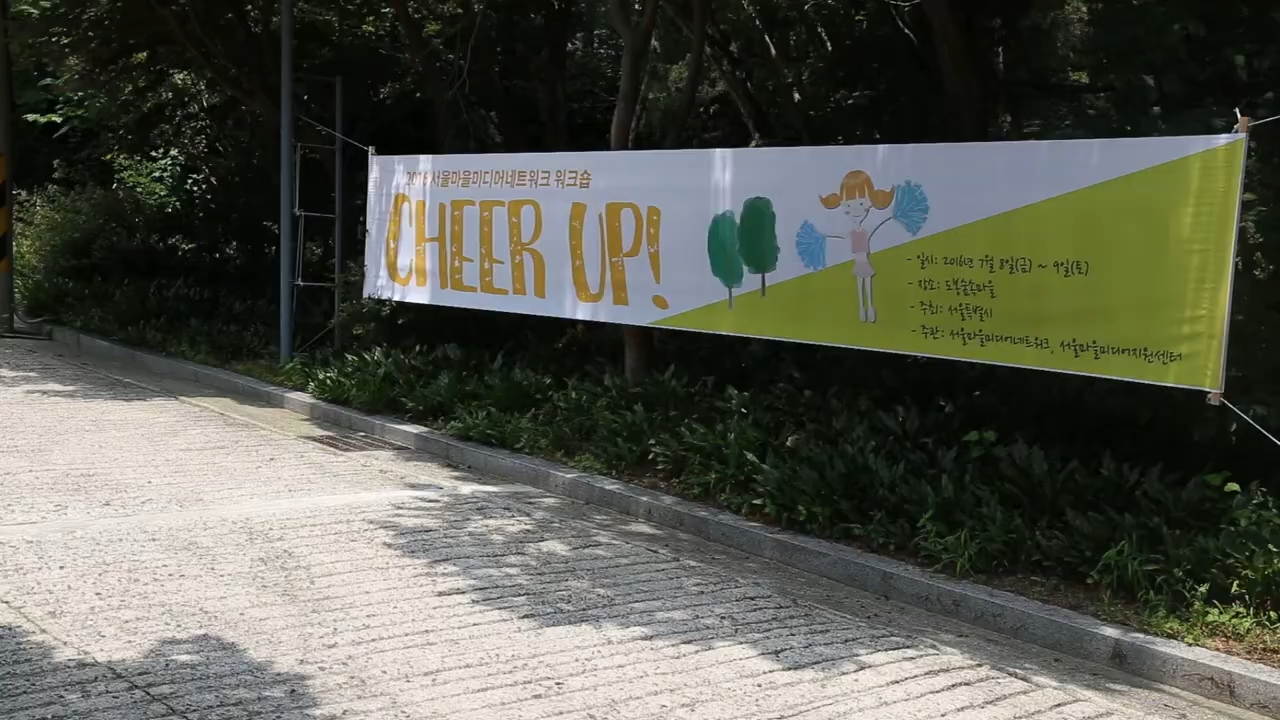 2016 서울마을미디어네트워크 워크숍
CHEER UP!
- 일시: 2016년 7월 8일(금) ~ 9일(토)
- 장소: 도봉숲속마을
- 주최: 서울특별시
- 주관: 서울마을미디어네트워크, 서울마을미디어지원센터